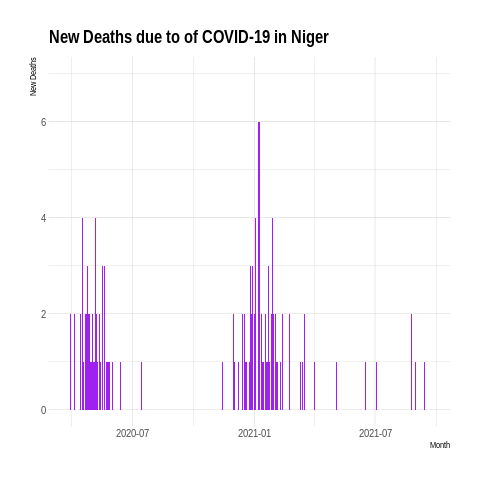 New Deaths due to of COVID-19 in Niger
New Deaths
6
4
2
0
2020-07 2021-01 2021-07
Month